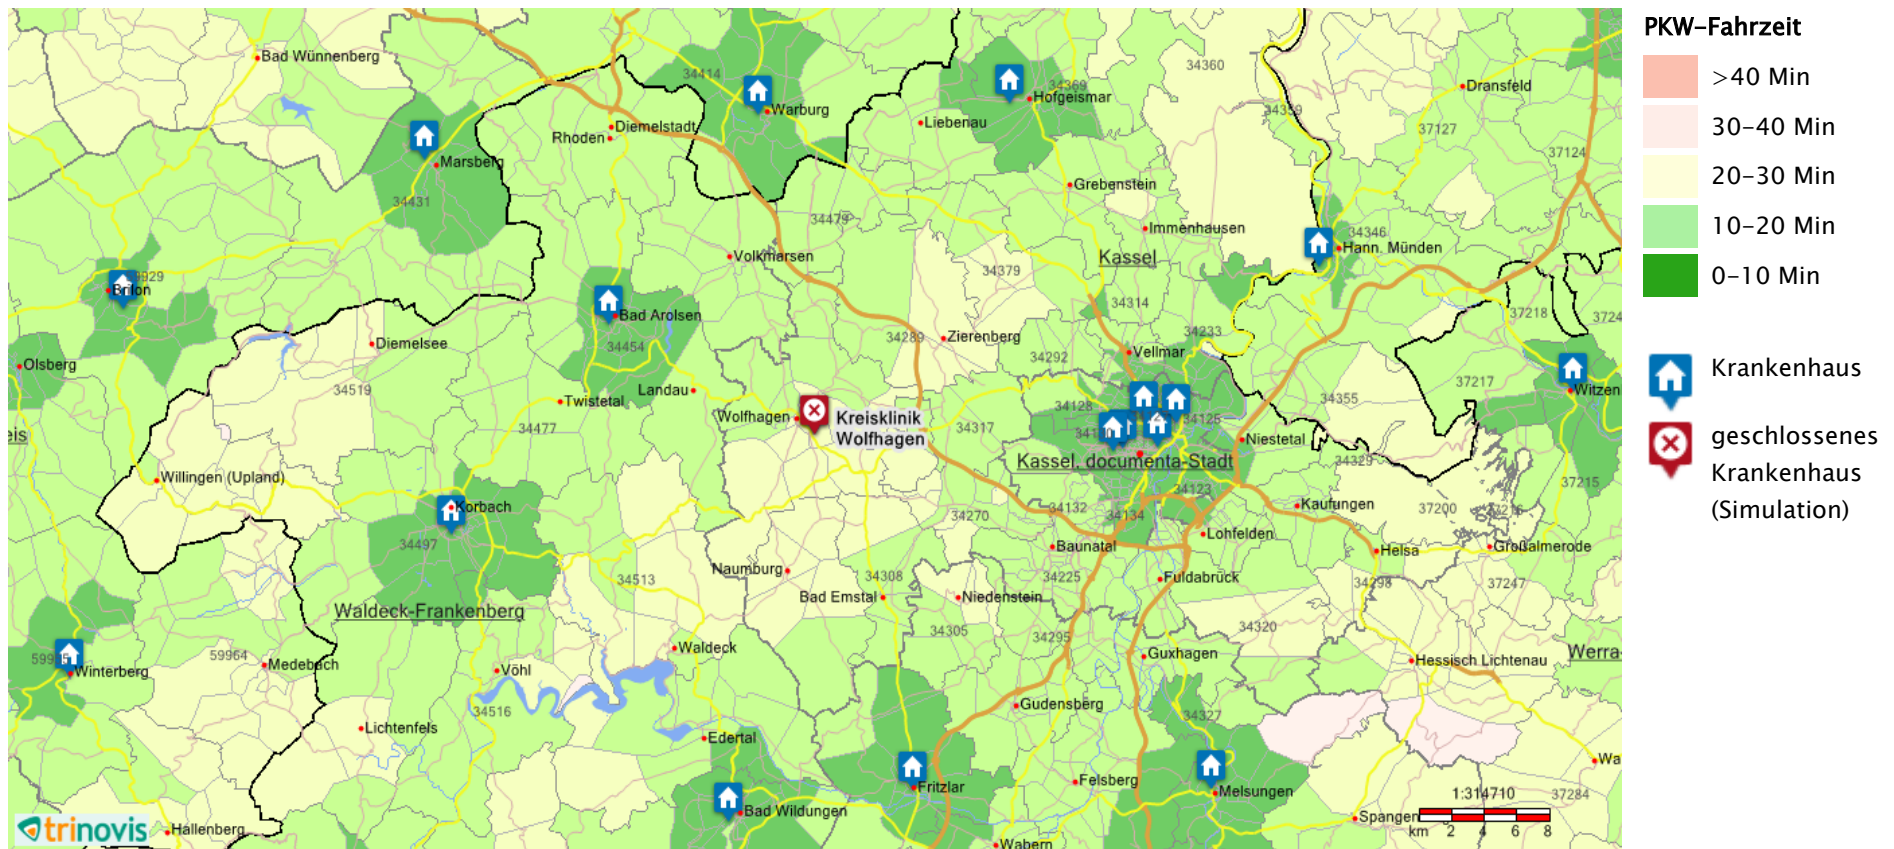 PKW-Fahrzeit
>40 Min
30-40 Min
20-30 Min
10-20 Min
0-10 Min
Krankenhaus
geschlossenes
Krankenhaus
(Simulation)
Bad Wünnenberg
34414
Warburg
34369
Hofgeismar
34360
Dransfeld
34359
37127
37124
Liebenau
Diemelstadt
Rhoden
Marsberg
34431
Grebenstein
34479
Immenhausen
34346
Hann. Münden
Volkmarsen
Kassel
34379
Brilon
34314
37218
Bad Arolsen
34454
34289
Zierenberg
34233
Diemelsee
34292
Vellmar
Olsberg
34519
Landau
37217
Witzen
Twistetal
Wolfhagen
Kreisklinik
Wolfhagen
34128
34125
34355
34477
34317
Niestetal
Kassel, documenta-Stadt
34329
Willingen (Upland)
37215
34123
Korbach
34270
34132
34134
Kaufungen
37200
34497
Lohfelden
Baunatal
Helsa
Großalmerode
Naumburg
34513
34308
34225
Fuldabrück
34298
37247
Waldeck-Frankenberg
Bad Emstal
Niedenstein
34305
34295
34320
Waldeck
Guxhagen
Werra-
59964
Medebach
Hessisch Lichtenau
Winterberg
Vöhl
34516
Gudensberg
34327
Lichtenfels
Edertal
Felsberg
Fritzlar
Melsungen
1:314710
37284
Bad Wildungen
trinovis
Hallenberg
Wabern
km 2 4 6 8